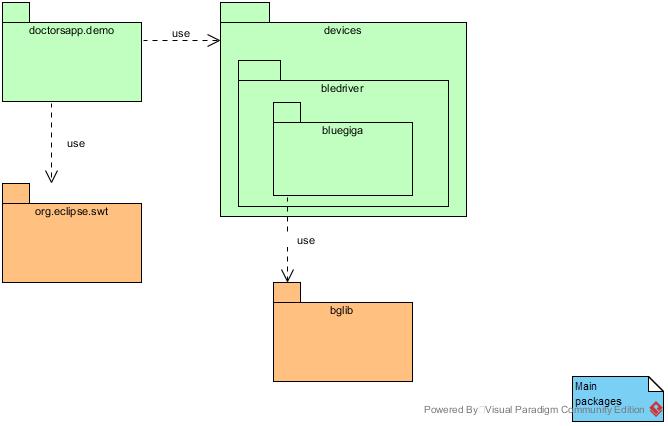 doctorsapp.demo
use
devices
bledriver
bluegiga
use
org.eclipse.swt
use
bglib
Main
packages
Powered By Visual Paradigm Community Edition